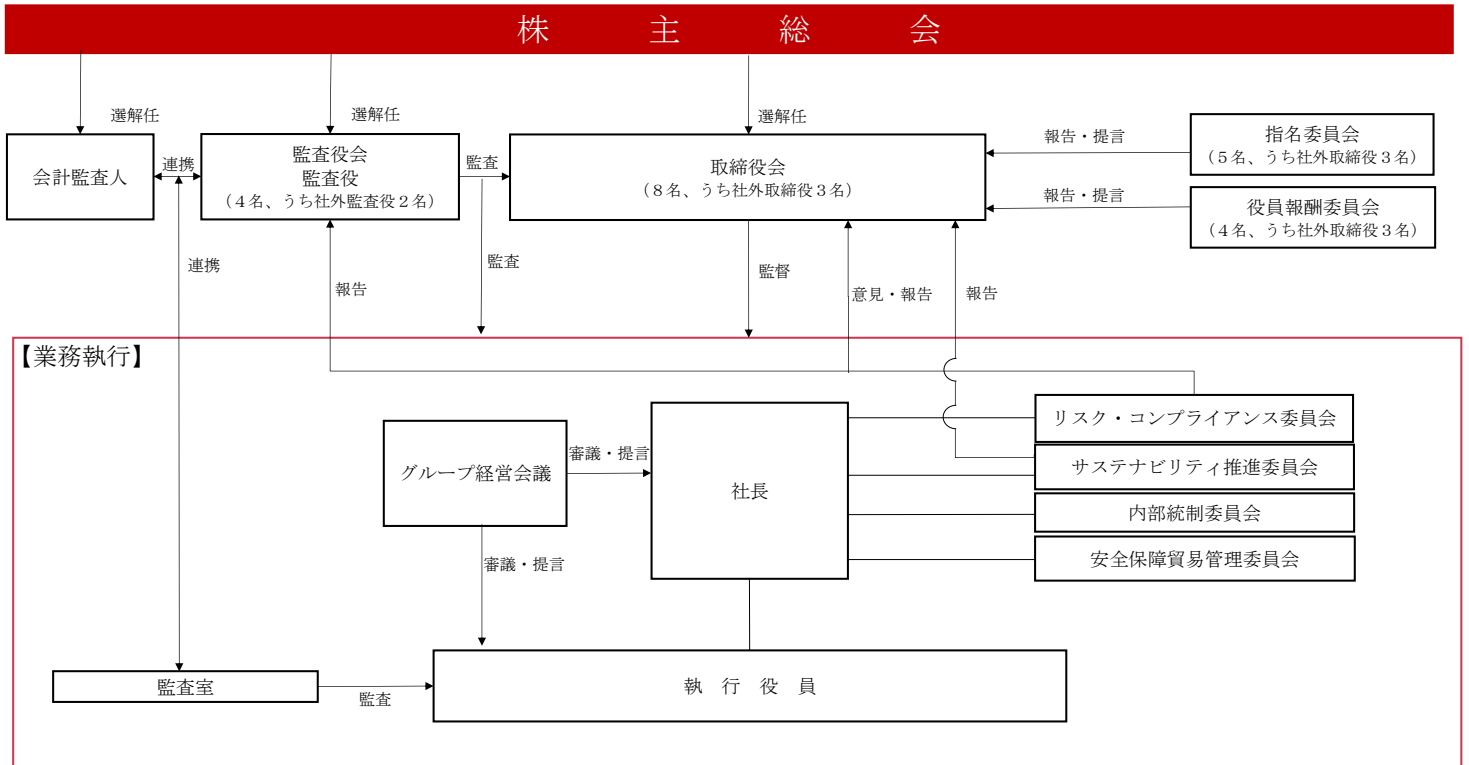 株主総会
選解任
選解任
選解任
会計監査人
連携
監査役会
監査役
(4名、うち社外監査役2名)
監査
取締役会
(8名、うち社外取締役3名)
報告・提言
指名委員会
(5名、うち社外取締役3名)
報告・提言
役員報酬委員会
(4名、うち社外取締役3名)
連携
報告
監査
監督
意見・報告
報告
【業務執行】
グループ経営会議
審議・提言
社長
リスク・コンプライアンス委員会
サステナビリティ推進委員会
内部統制委員会
安全保障貿易管理委員会
審議・提言
監査室
監査
執行役員